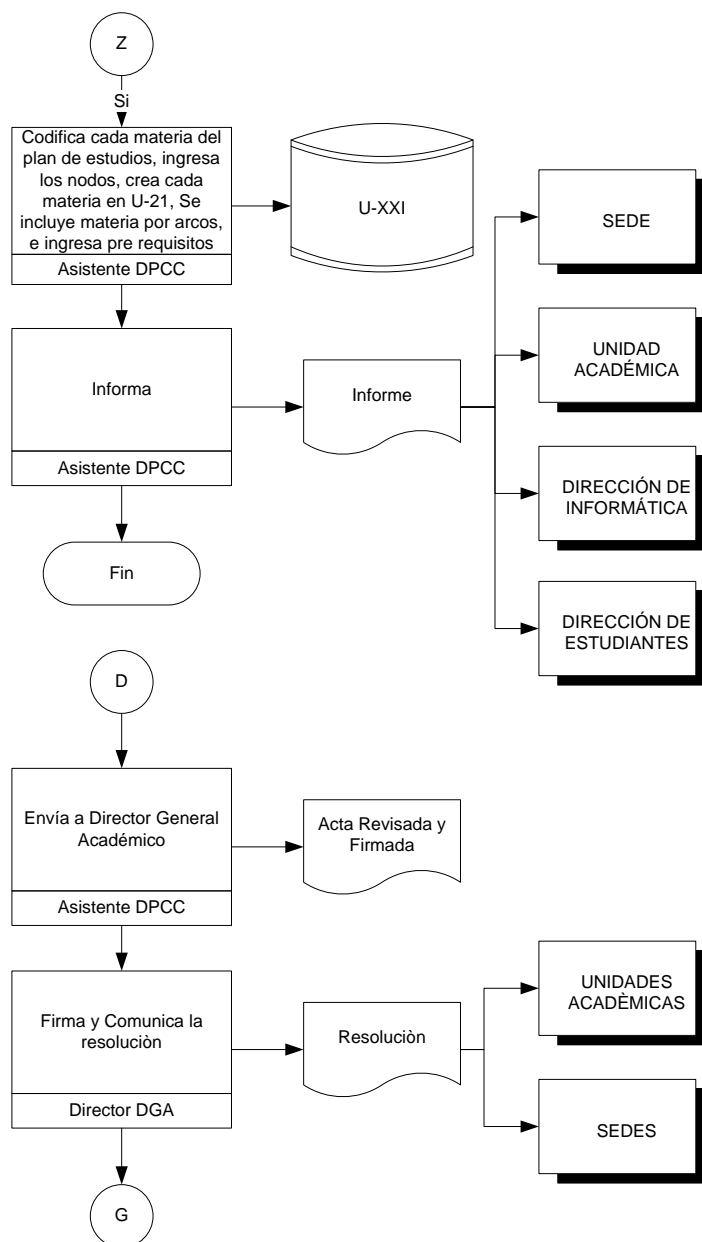 Z
Si
Codifica cada materia del
plan de estudios, ingresa
los nodos, crea cada
materia en U-21, Se
incluye materia por arcos,
e ingresa pre requisitos
Asistente DPCC
U-XXI
SEDE
UNIDAD
ACADÉMICA
Informa
Asistente DPCC
Informe
DIRECCIÓN DE
INFORMÁTICA
Fin
DIRECCIÓN DE
ESTUDIANTES
D
Envía a Director General
Académico
Asistente DPCC
Acta Revisada y
Firmada
Firma y Comunica la
resoluciòn
Director DGA
Resoluciòn
UNIDADES
ACADÈMICAS
SEDES
G